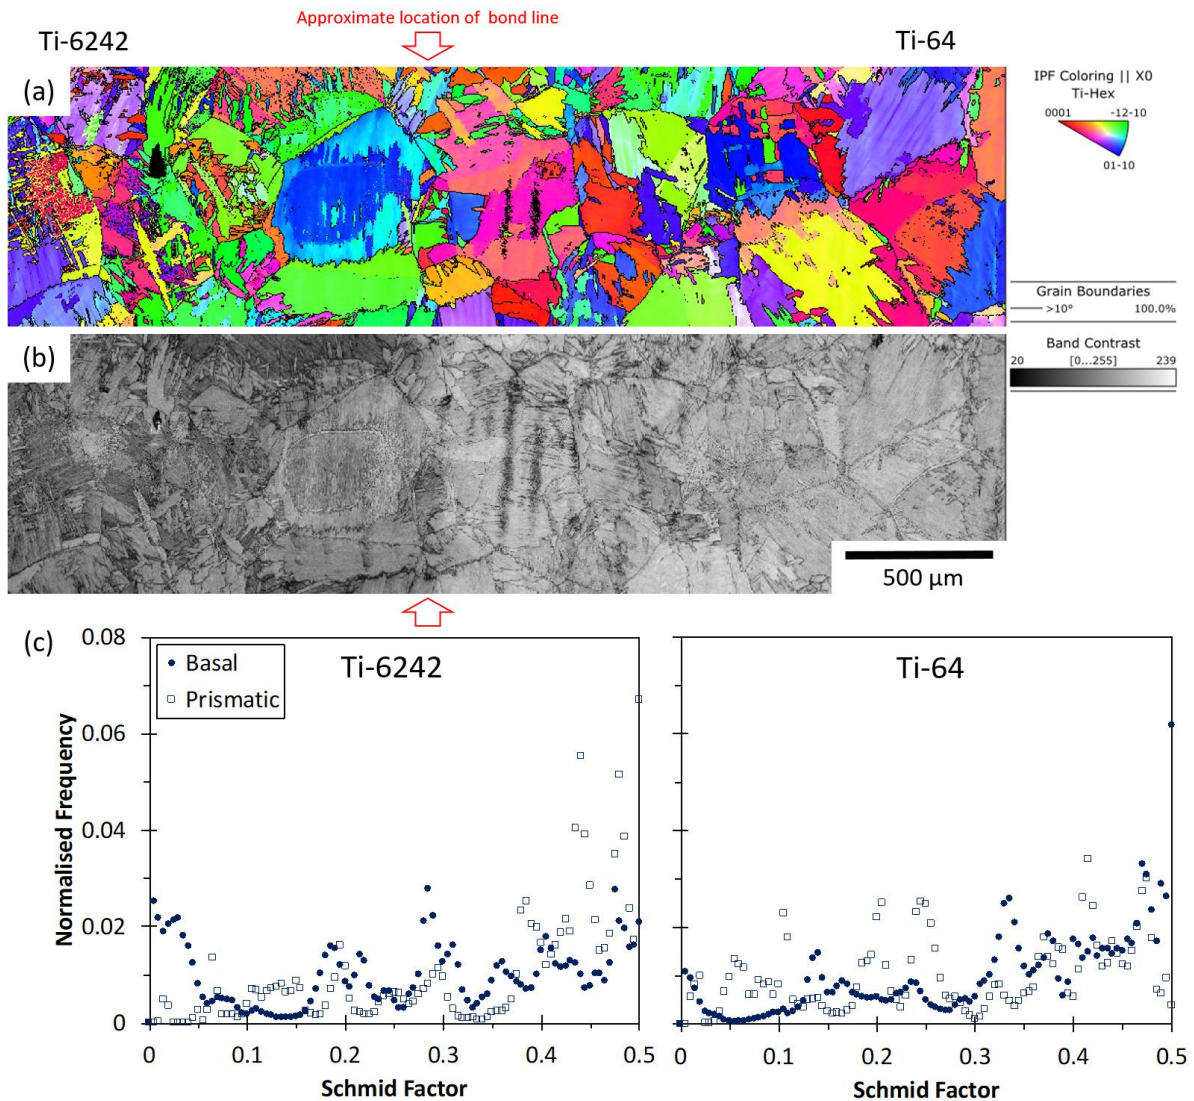 Approximate location of bond line
Ti-6242
Ti-64
(a)
IPF Coloring || X0
Ti-Hex
0001 -12-10
01-10
Grain Boundaries
>10° 100.0%
(b)
Band Contrast
20 [0...255] 239
500 µm
(c)
0.08
Basal
Prismatic
Ti-6242
Ti-64
0.06
0.04
0.02
0
Normalised Frequency
0 0.1 0.2 0.3 0.4 0.5
0 0.1 0.2 0.3 0.4 0.5
Schmid Factor
Schmid Factor